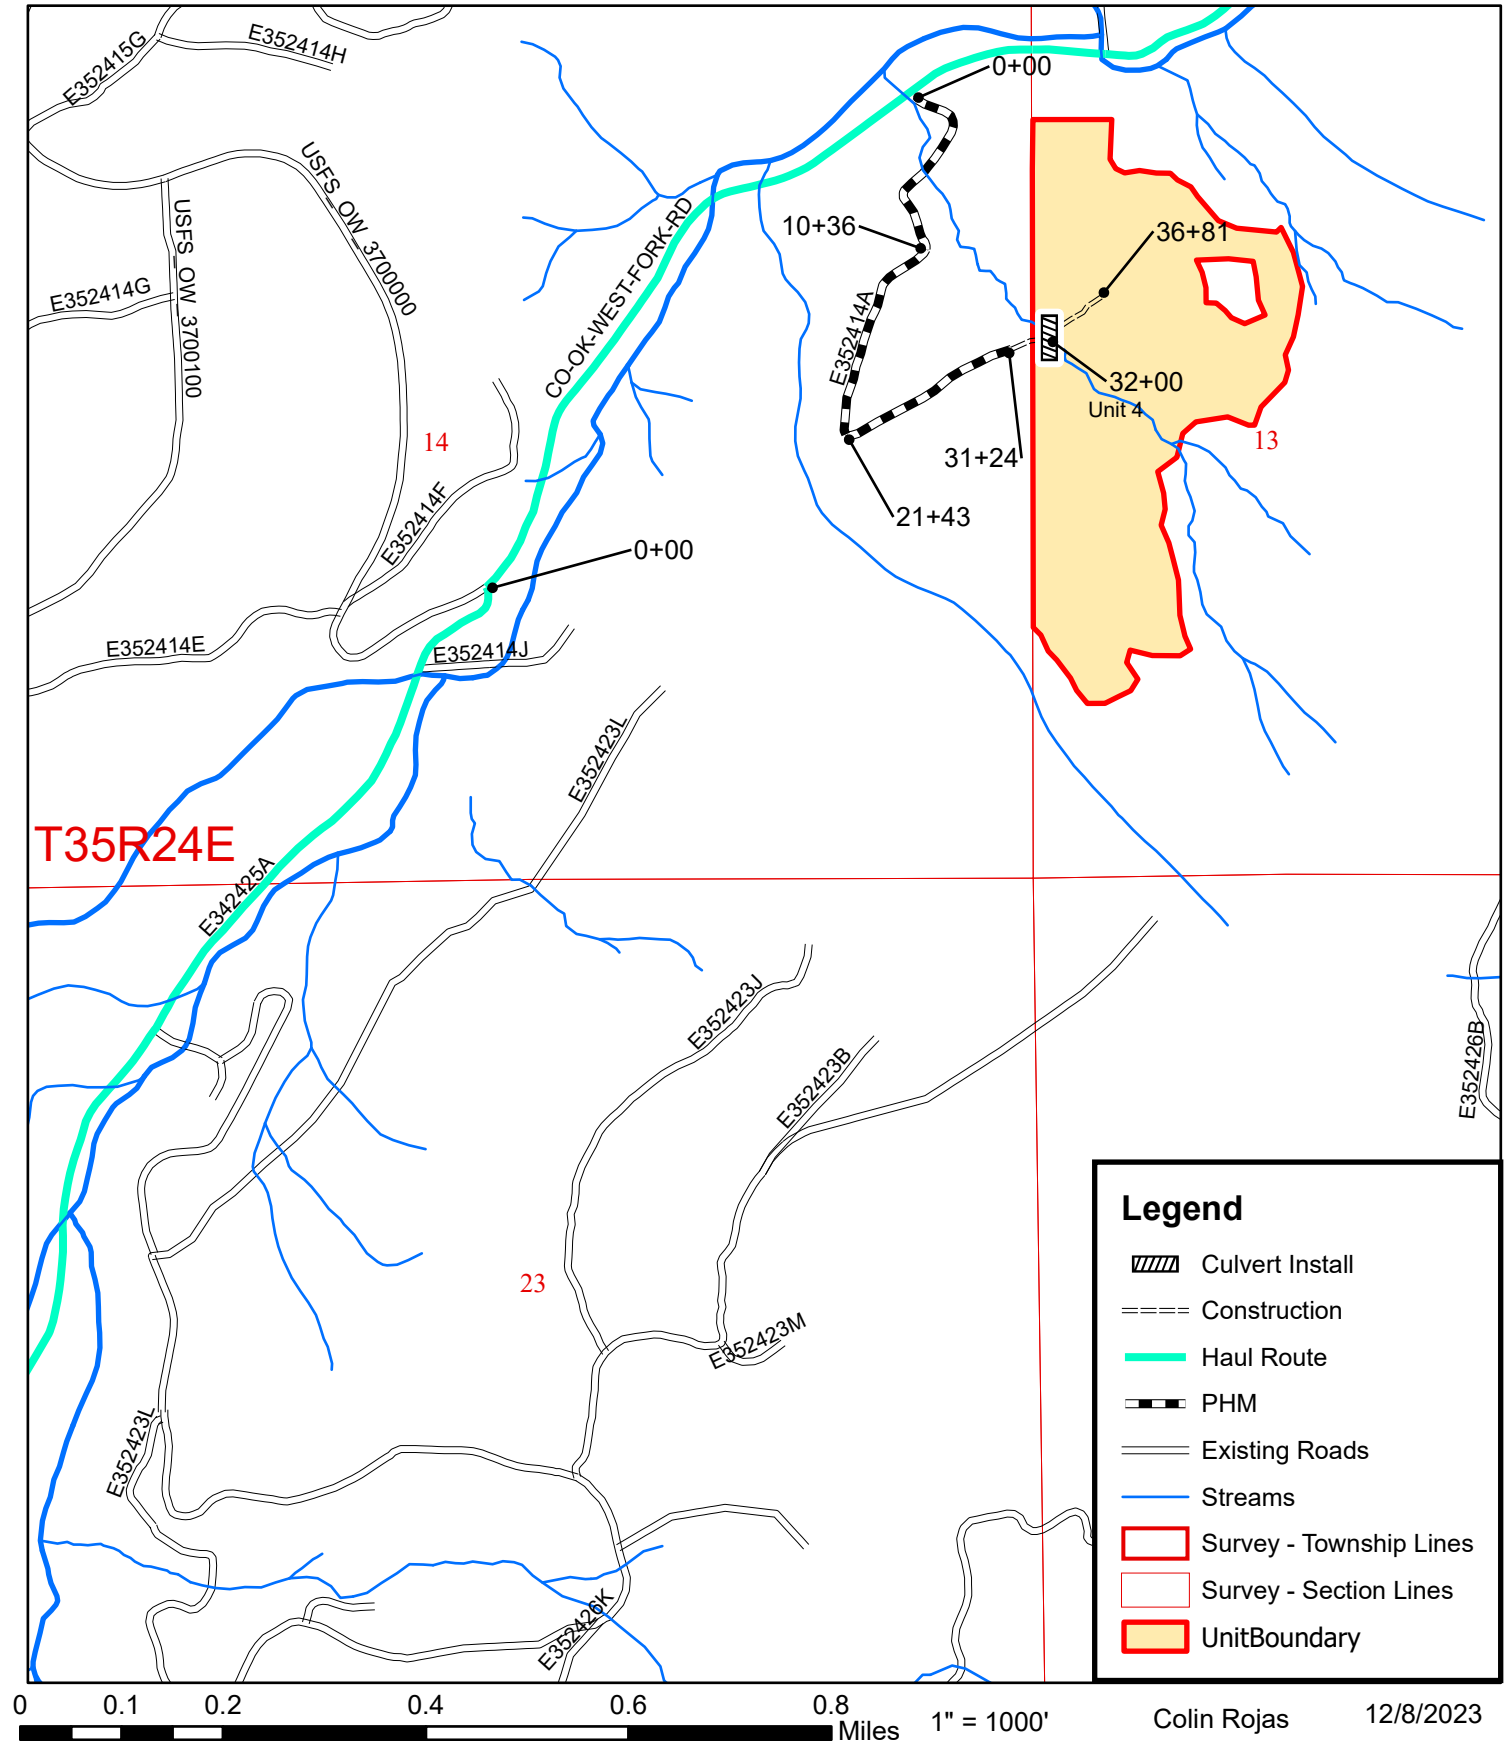 E352415G
E352414H
0+00
USFS_OW_3700000
USFS_OW_3700100
E352414G
CO-OK-WEST-FORK-RD
10+36
36+81
E352414A
32+00
Unit 4
14
13
31+24
21+43
E352414F
0+00
E352414E
E352414J
E352423L
T35R24E
E342425A
E352423J
E352423B
E352426B
23
E352423M
E352423L
E352426K
Legend
Culvert Install
Construction
Haul Route
PHM
Existing Roads
Streams
Survey - Township Lines
Survey - Section Lines
UnitBoundary
0 0.1 0.2 0.4 0.6 0.8
Miles
1" = 1000'
Colin Rojas
12/8/2023